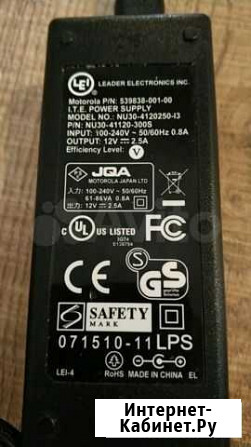 LEI LEADER ELECTRONICS INC.
Motorola P/N: 539838-001-00
I.T.E. POWER SUPPLY
MODEL NO.: NU30-4120250-I3
P/N: NU30-41120-300S
INPUT: 100-240V ~ 50/60Hz 0.8A
OUTPUT: 12V ⎓ 2.5A
Efficiency Level: V
JQA
MOTOROLA JAPAN LTD
入力: 100-240V ~ 50/60Hz
61-86VA 0.8A
出力: 12V ⎓ 2.5A
C UL US LISTED FC
CE GS
S SAFETY
MARK
071510-11 LPS
LEI-4 RoHS MADE IN CHINA EL
Интернет-
Кабинет.Ру